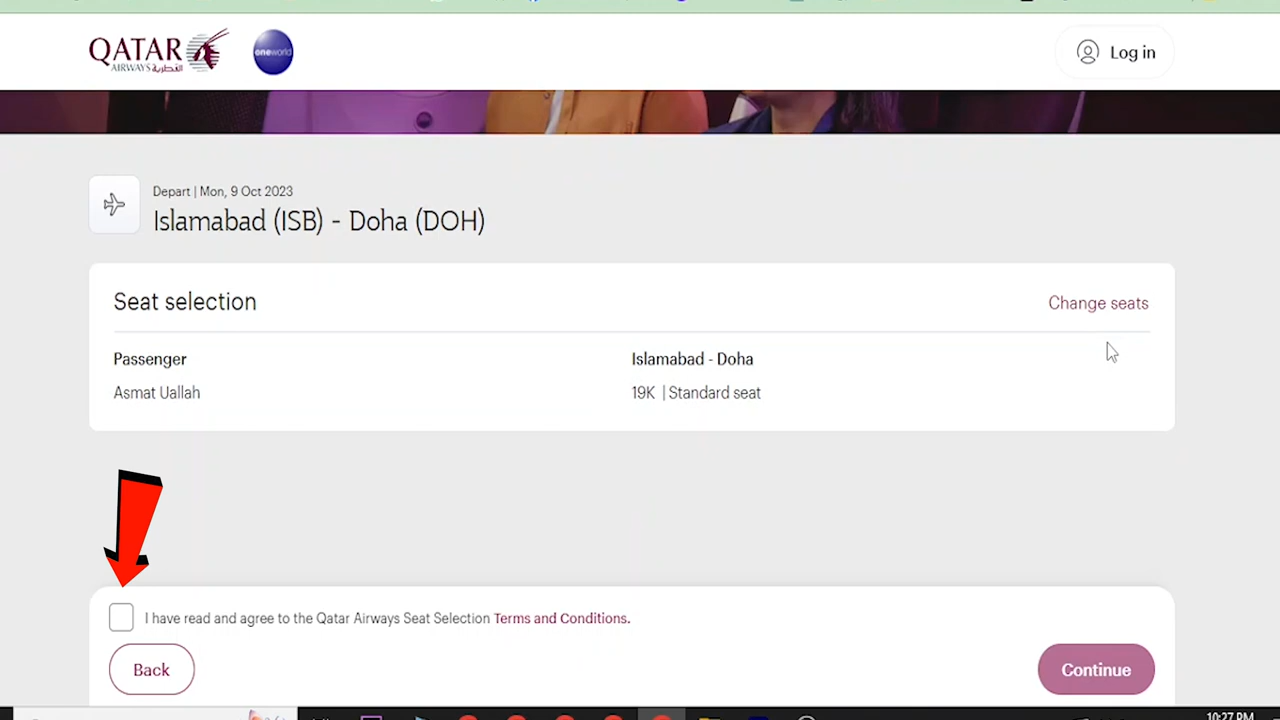 QATAR
AIRWAYS القطرية
oneworld
Log in
Depart | Mon, 9 Oct 2023
Islamabad (ISB) - Doha (DOH)
Seat selection
Change seats
Passenger
Islamabad - Doha
Asmat Uallah
19K | Standard seat
I have read and agree to the Qatar Airways Seat Selection Terms and Conditions.
Back
Continue
10:27 PM